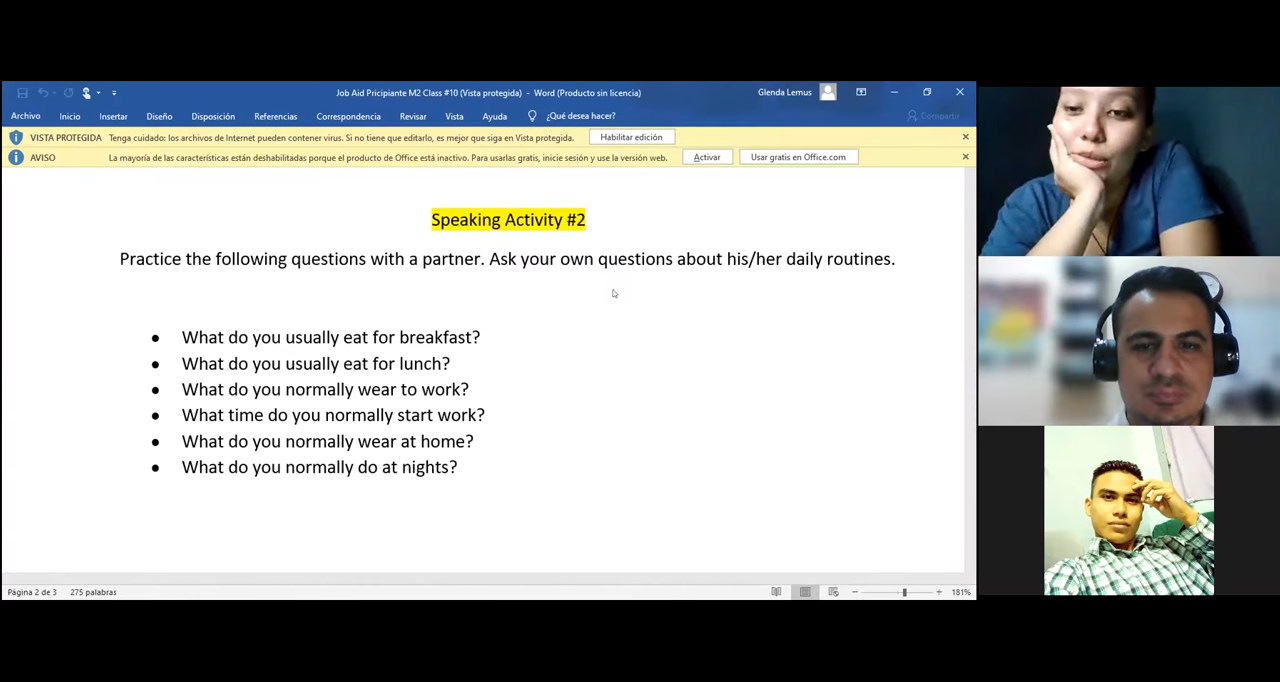 Job Aid Pricipiante M2 Class #10 (Vista protegida) - Word (Producto sin licencia)
Glenda Lemus
Archivo Inicio Insertar Diseño Disposición Referencias Correspondencia Revisar Vista Ayuda ¿Qué desea hacer? Compartir
VISTA PROTEGIDA Tenga cuidado: los archivos de Internet pueden contener virus. Si no tiene que editarlo, es mejor que siga en Vista protegida. Habilitar edición
AVISO La mayoría de las características están deshabilitadas porque el producto de Office está inactivo. Para usarlas gratis, inicie sesión y use la versión web. Activar Usar gratis en Office.com
Speaking Activity #2
Practice the following questions with a partner. Ask your own questions about his/her daily routines.
● What do you usually eat for breakfast?
● What do you usually eat for lunch?
● What do you normally wear to work?
● What time do you normally start work?
● What do you normally wear at home?
● What do you normally do at nights?
Página 2 de 3 275 palabras 181%